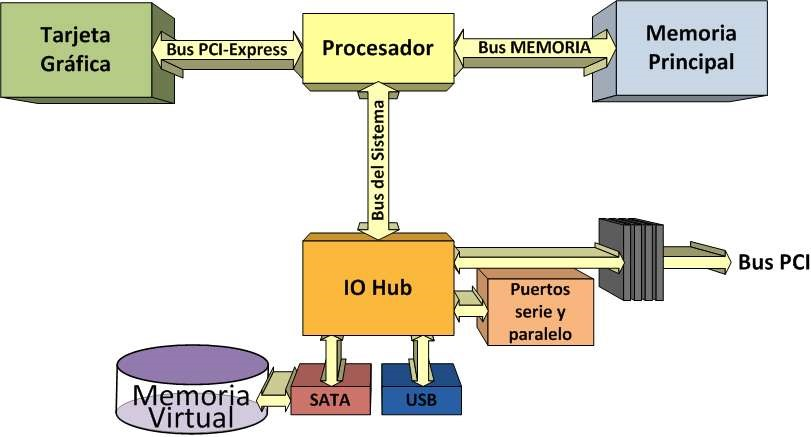 Tarjeta
Gráfica
Bus PCI-Express
Procesador
Bus MEMORIA
Memoria
Principal
Bus del Sistema
IO Hub
Bus PCI
Puertos
serie y
paralelo
Memoria
Virtual
SATA
USB